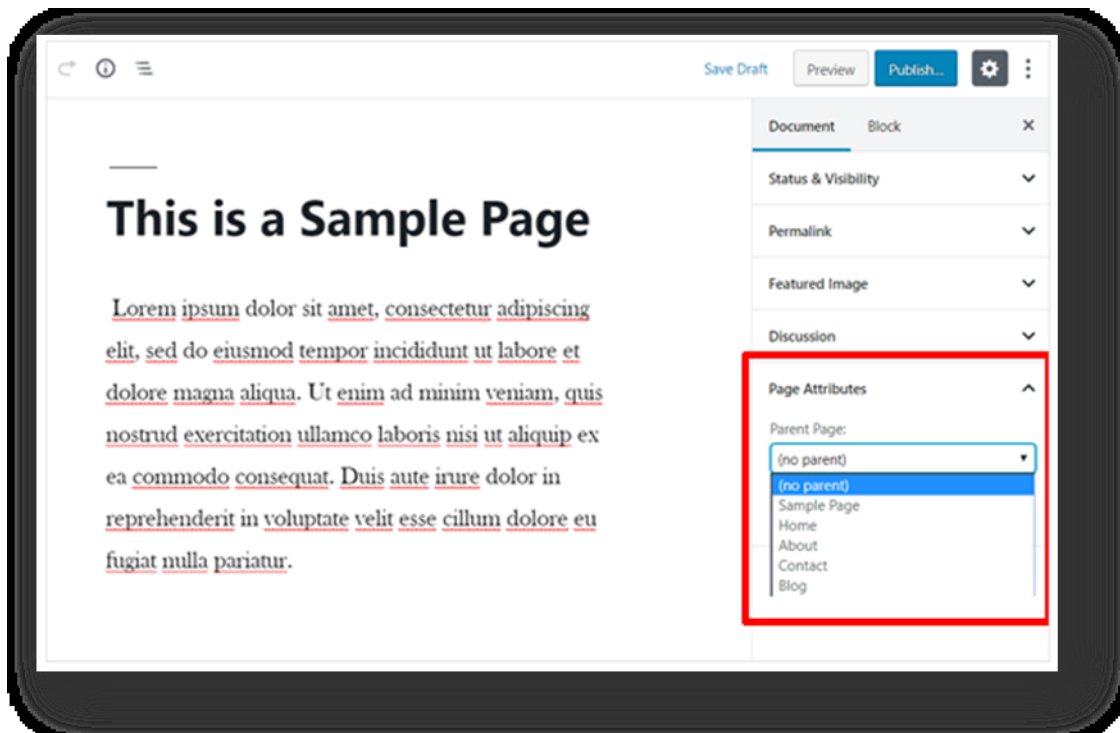 Save Draft Preview Publish...
Document Block
Status & Visibility
This is a Sample Page
Permalink
Featured Image
Lorem ipsum dolor sit amet, consectetur adipiscing
elit, sed do eiusmod tempor incididunt ut labore et
dolore magna aliqua. Ut enim ad minim veniam, quis
nostrud exercitation ullamco laboris nisi ut aliquip ex
ea commodo consequat. Duis aute irure dolor in
reprehenderit in voluptate velit esse cillum dolore eu
fugiat nulla pariatur.
Discussion
Page Attributes
Parent Page:
(no parent)
(no parent)
Sample Page
Home
About
Contact
Blog